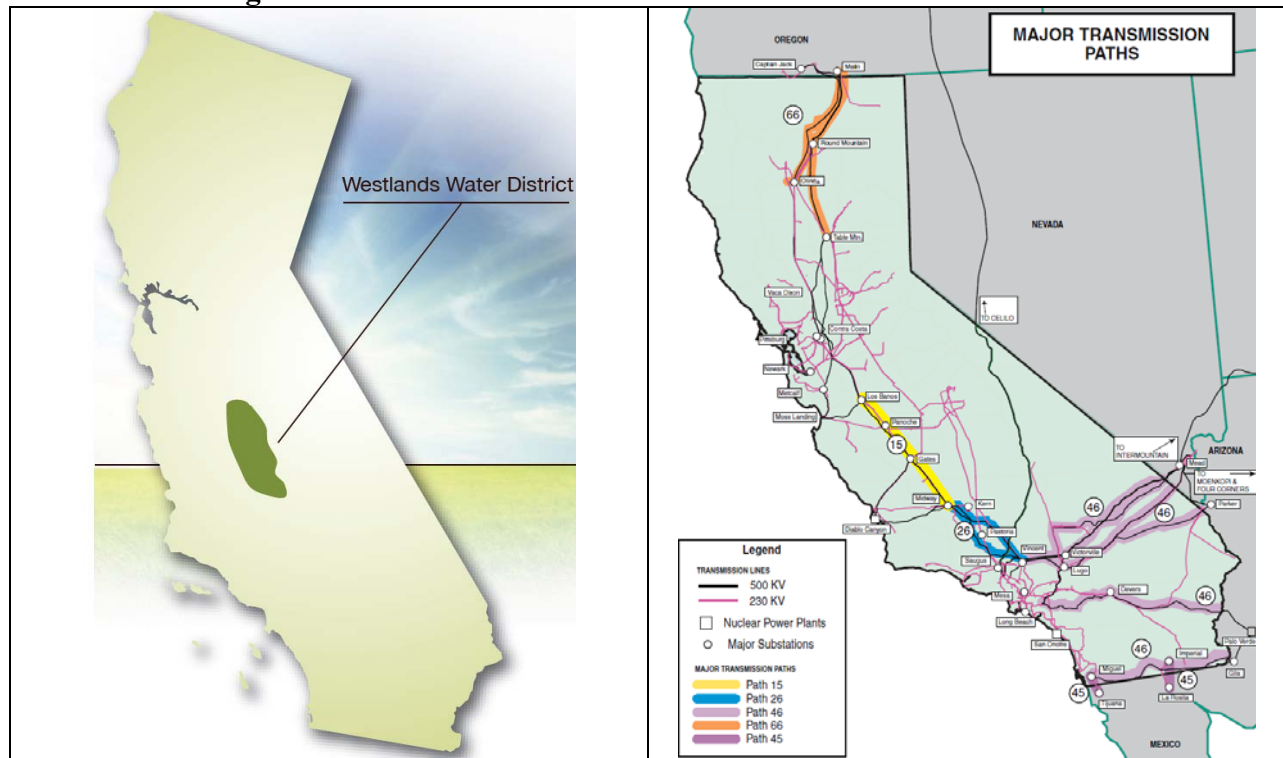 Westlands Water District
MAJOR TRANSMISSION
PATHS
OREGON
Captain Jack
Malin
66
Round Mountain
Olinda
Table Mtn.
NEVADA
Vaca Dixon
TO CELILO
Contra Costa
Pittsburg
Newark
Metcalf
Los Banos
Moss Landing
Panoche
15
Gates
TO
INTERMOUNTAIN
ARIZONA
Mead
TO
MOENKOPI &
FOUR CORNERS
Midway
Kern
Parker
46
46
Diablo Canyon
26
Pastoria
Vincent
Victorville
Lugo
Devers
46
Long Beach
San Onofre
Palo Verde
46
Imperial
Miguel
Gila
45
45
Tijuana
La Rosita
MEXICO
Legend
TRANSMISSION LINES
500 KV
230 KV
Nuclear Power Plants
Major Substations
MAJOR TRANSMISSION PATHS
Path 15
Path 26
Path 46
Path 66
Path 45